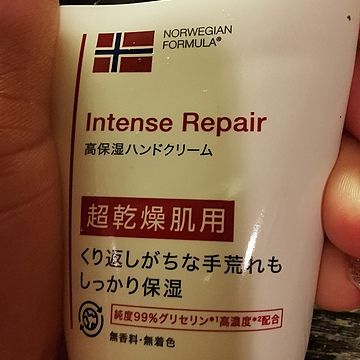 NORWEGIAN
FORMULA®
Intense Repair
高保湿ハンドクリーム
超乾燥肌用
くり返しがちな手荒れも
しっかり保湿
純度99%グリセリン*¹高濃度*²配合
無香料・無着色